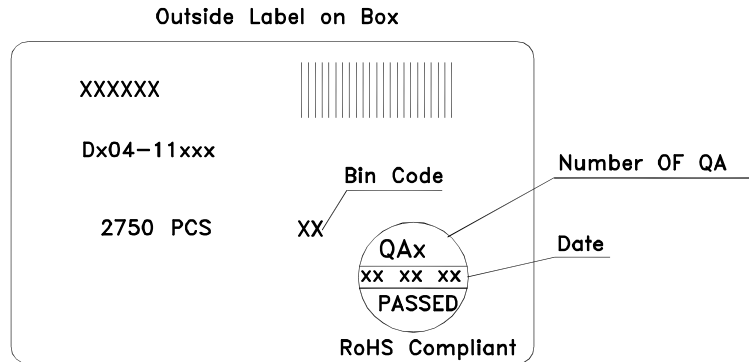 Outside Label on Box
XXXXXX
Dx04-11xxx
Number OF QA
Bin Code
2750 PCS
XX
QAx
Date
xx xx xx
PASSED
RoHS Compliant